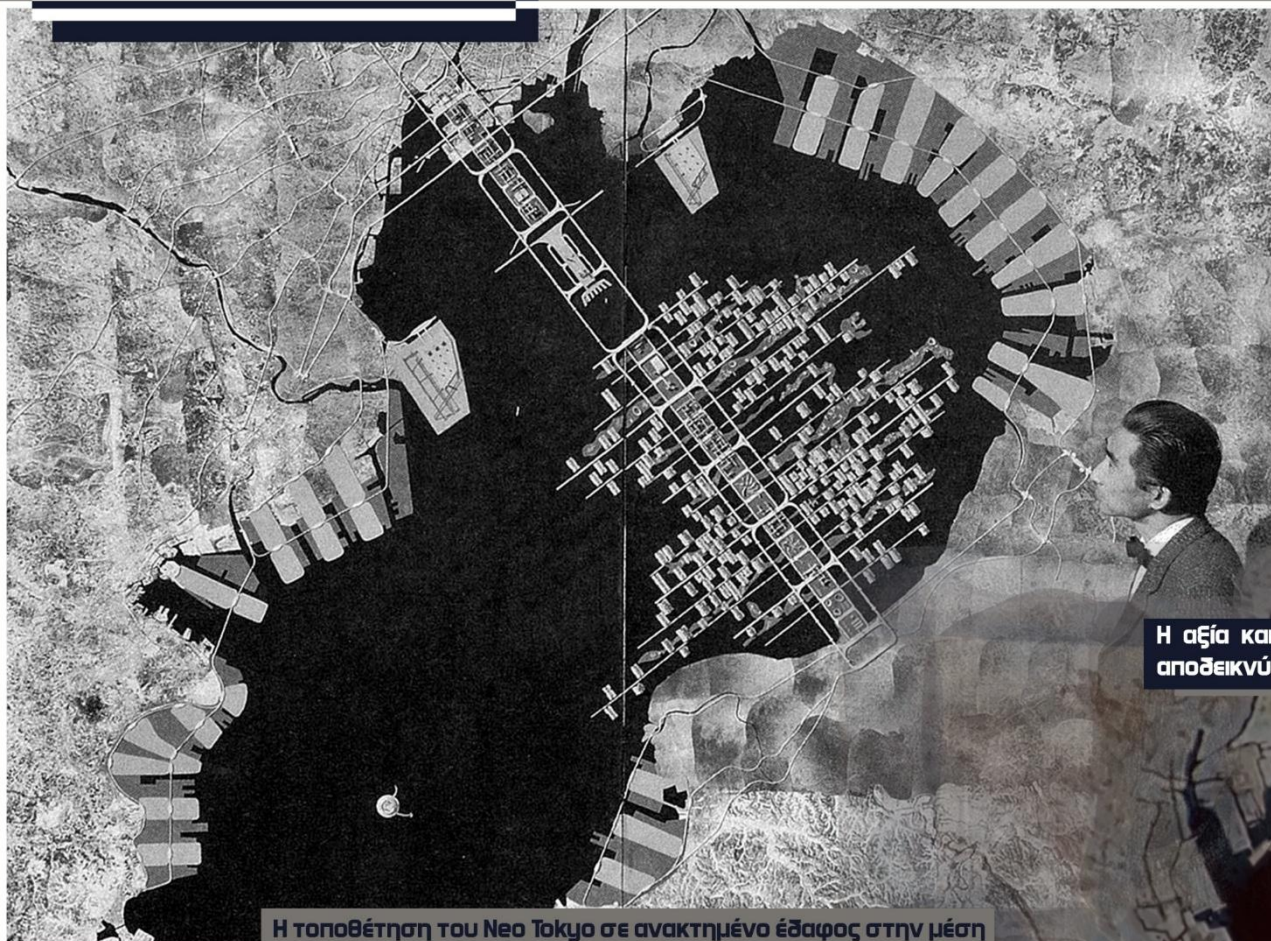 Η αξία και
αποδεικνύ
Η τοποθέτηση του Neo Tokyo σε ανακτημένο έδαφος στην μέση